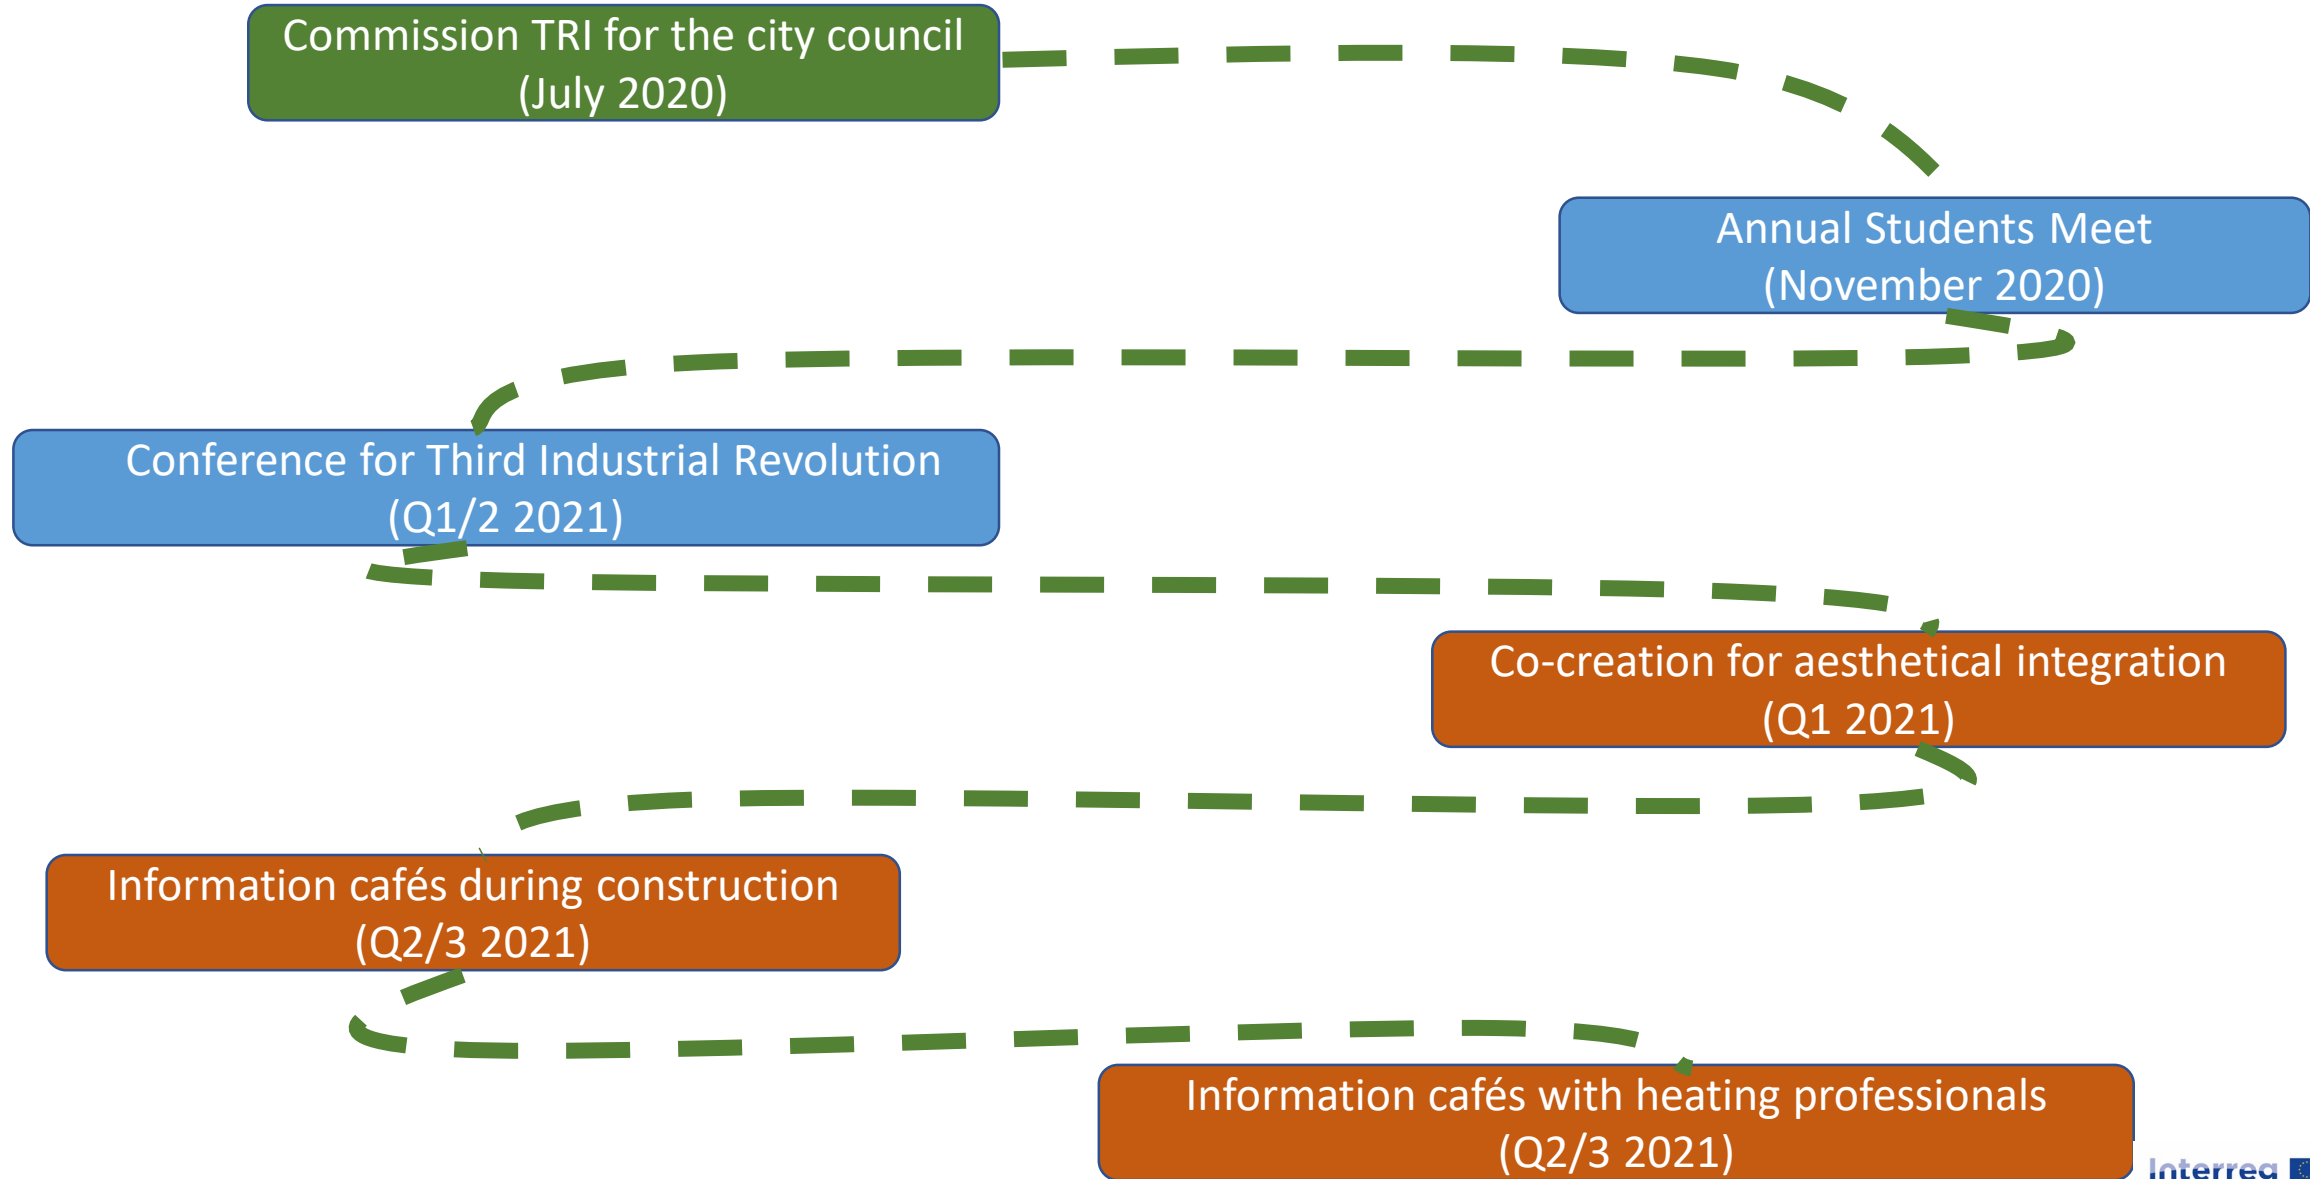 Commission TRI for the city council
(July 2020)
Annual Students Meet
(November 2020)
Conference for Third Industrial Revolution
(Q1/2 2021)
Co-creation for aesthetical integration
(Q1 2021)
Information cafés during construction
(Q2/3 2021)
Information cafés with heating professionals
(Q2/3 2021)
Interreg